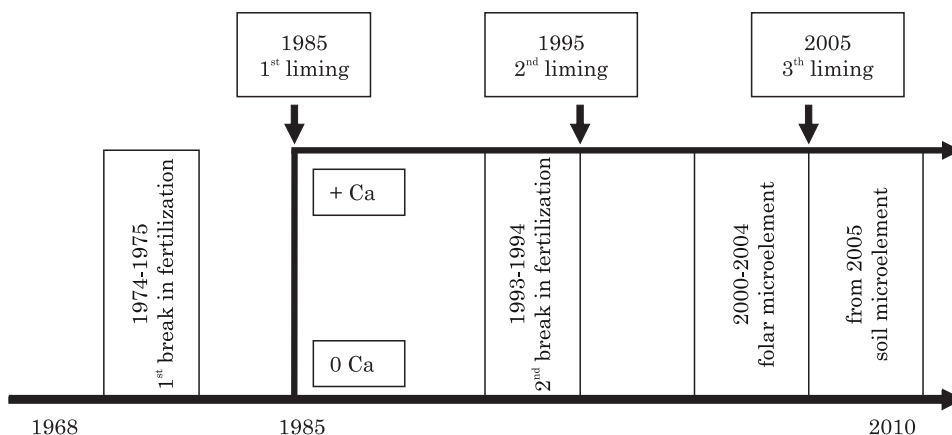 1985
1st liming
1995
2nd liming
2005
3th liming
+ Ca
0 Ca
1974-1975
1st break in fertilization
1993-1994
2nd break in fertilization
2000-2004
folar microelement
from 2005
soil microelement
1968
1985
2010